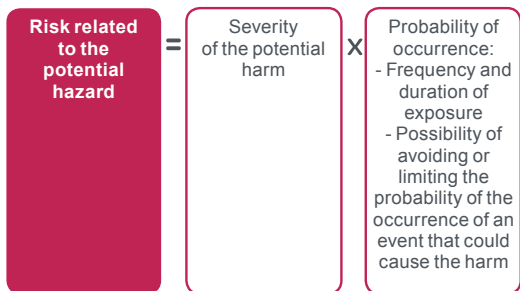 Risk related
to the
potential
hazard
=
Severity
of the potential
harm
x
Probability of
occurrence:
- Frequency and
duration of
exposure
- Possibility of
avoiding or
limiting the
probability of the
occurrence of an
event that could
cause the harm